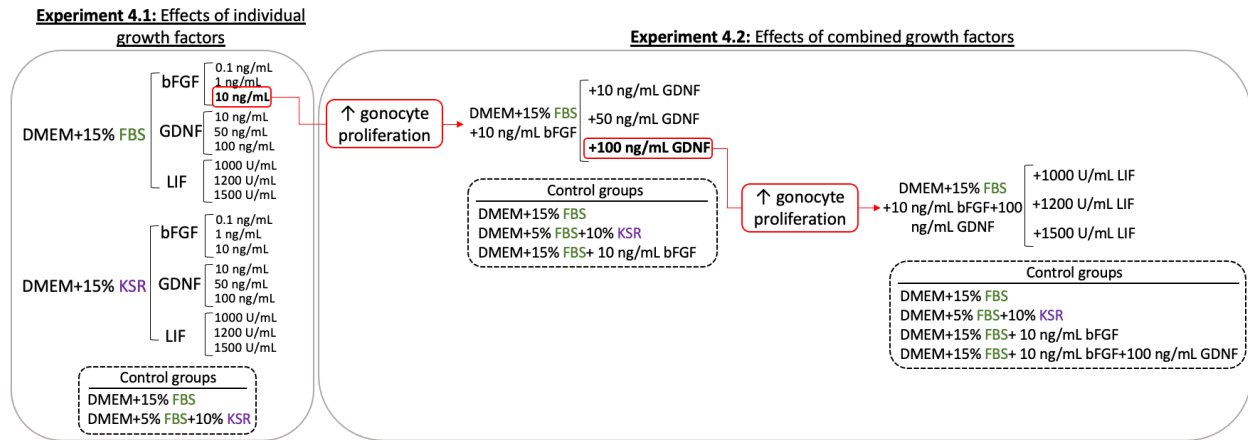 Experiment 4.1: Effects of individual
growth factors
DMEM+15% FBS
bFGF
0.1 ng/mL
1 ng/mL
10 ng/mL
GDNF
10 ng/mL
50 ng/mL
100 ng/mL
LIF
1000 U/mL
1200 U/mL
1500 U/mL
DMEM+15% KSR
bFGF
0.1 ng/mL
1 ng/mL
10 ng/mL
GDNF
10 ng/mL
50 ng/mL
100 ng/mL
LIF
1000 U/mL
1200 U/mL
1500 U/mL
Control groups
DMEM+15% FBS
DMEM+5% FBS+10% KSR
Experiment 4.2: Effects of combined growth factors
↑ gonocyte
proliferation
DMEM+15% FBS
+10 ng/mL bFGF
+10 ng/mL GDNF
+50 ng/mL GDNF
+100 ng/mL GDNF
Control groups
DMEM+15% FBS
DMEM+5% FBS+10% KSR
DMEM+15% FBS+ 10 ng/mL bFGF
↑ gonocyte
proliferation
DMEM+15% FBS
+10 ng/mL bFGF+100
ng/mL GDNF
+1000 U/mL LIF
+1200 U/mL LIF
+1500 U/mL LIF
Control groups
DMEM+15% FBS
DMEM+5% FBS+10% KSR
DMEM+15% FBS+ 10 ng/mL bFGF
DMEM+15% FBS+ 10 ng/mL bFGF+100 ng/mL GDNF